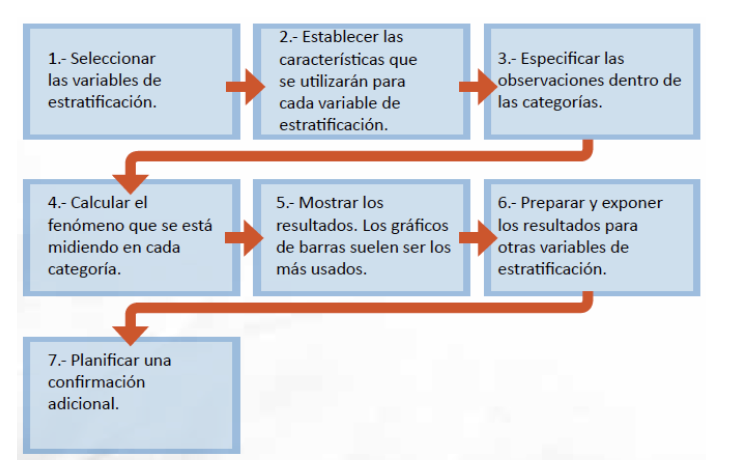 1.- Seleccionar
las variables de
estratificación.
2.- Establecer las
características que
se utilizarán para
cada variable de
estratificación.
3.- Especificar las
observaciones dentro de
las categorías.
4.- Calcular el
fenómeno que se está
midiendo en cada
categoría.
5.- Mostrar los
resultados. Los gráficos
de barras suelen ser los
más usados.
6.- Preparar y exponer
los resultados para
otras variables de
estratificación.
7.- Planificar una
confirmación
adicional.